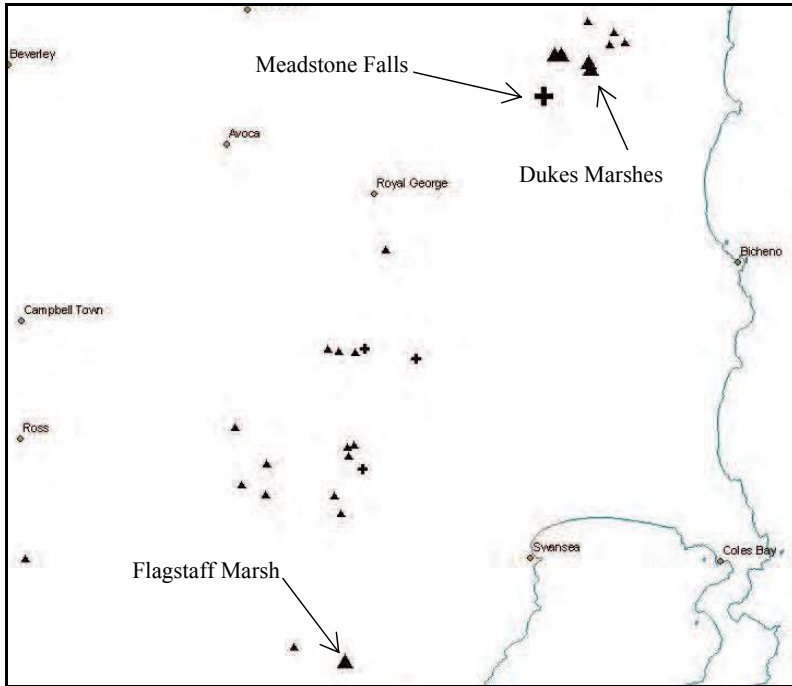 Beverley
Meadstone Falls
Avoca
Dukes Marshes
Royal George
Bicheno
Campbell Town
Ross
Swansea
Coles Bay
Flagstaff Marsh